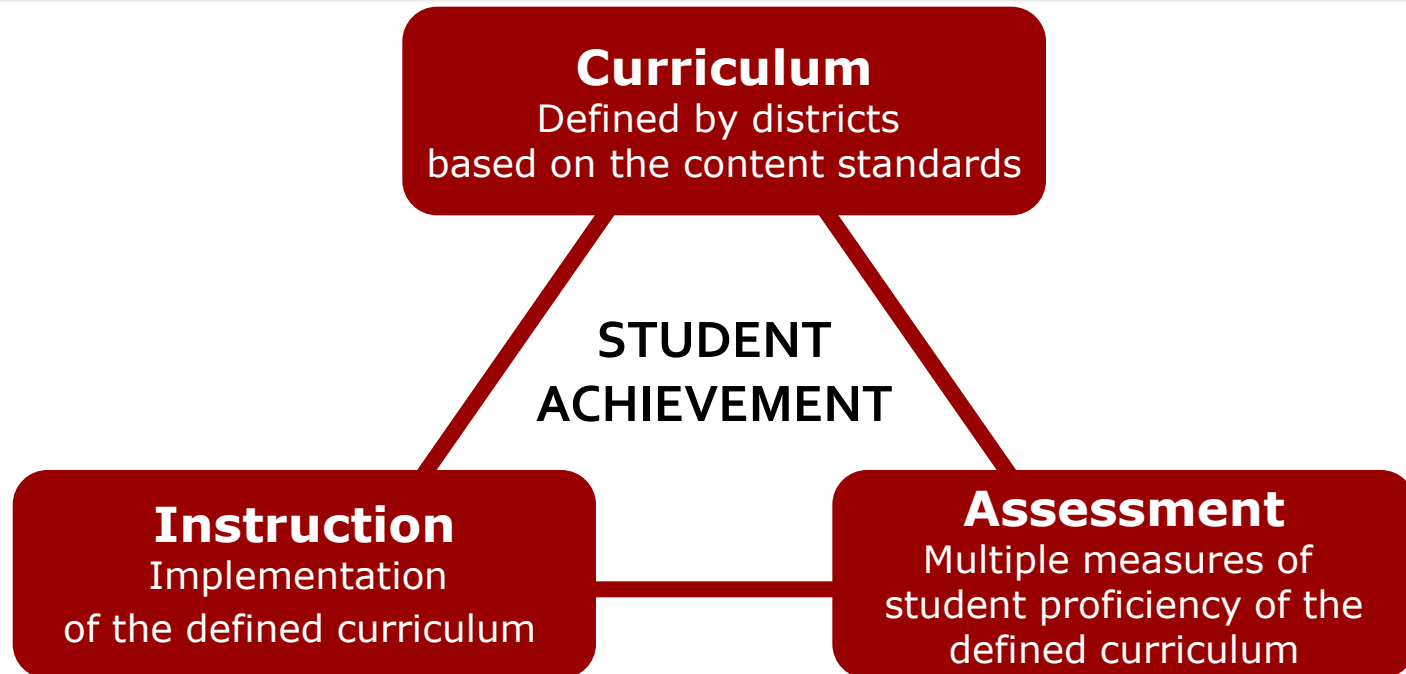 Curriculum
Defined by districts
based on the content standards
STUDENT
ACHIEVEMENT
Instruction
Implementation
of the defined curriculum
Assessment
Multiple measures of
student proficiency of the
defined curriculum